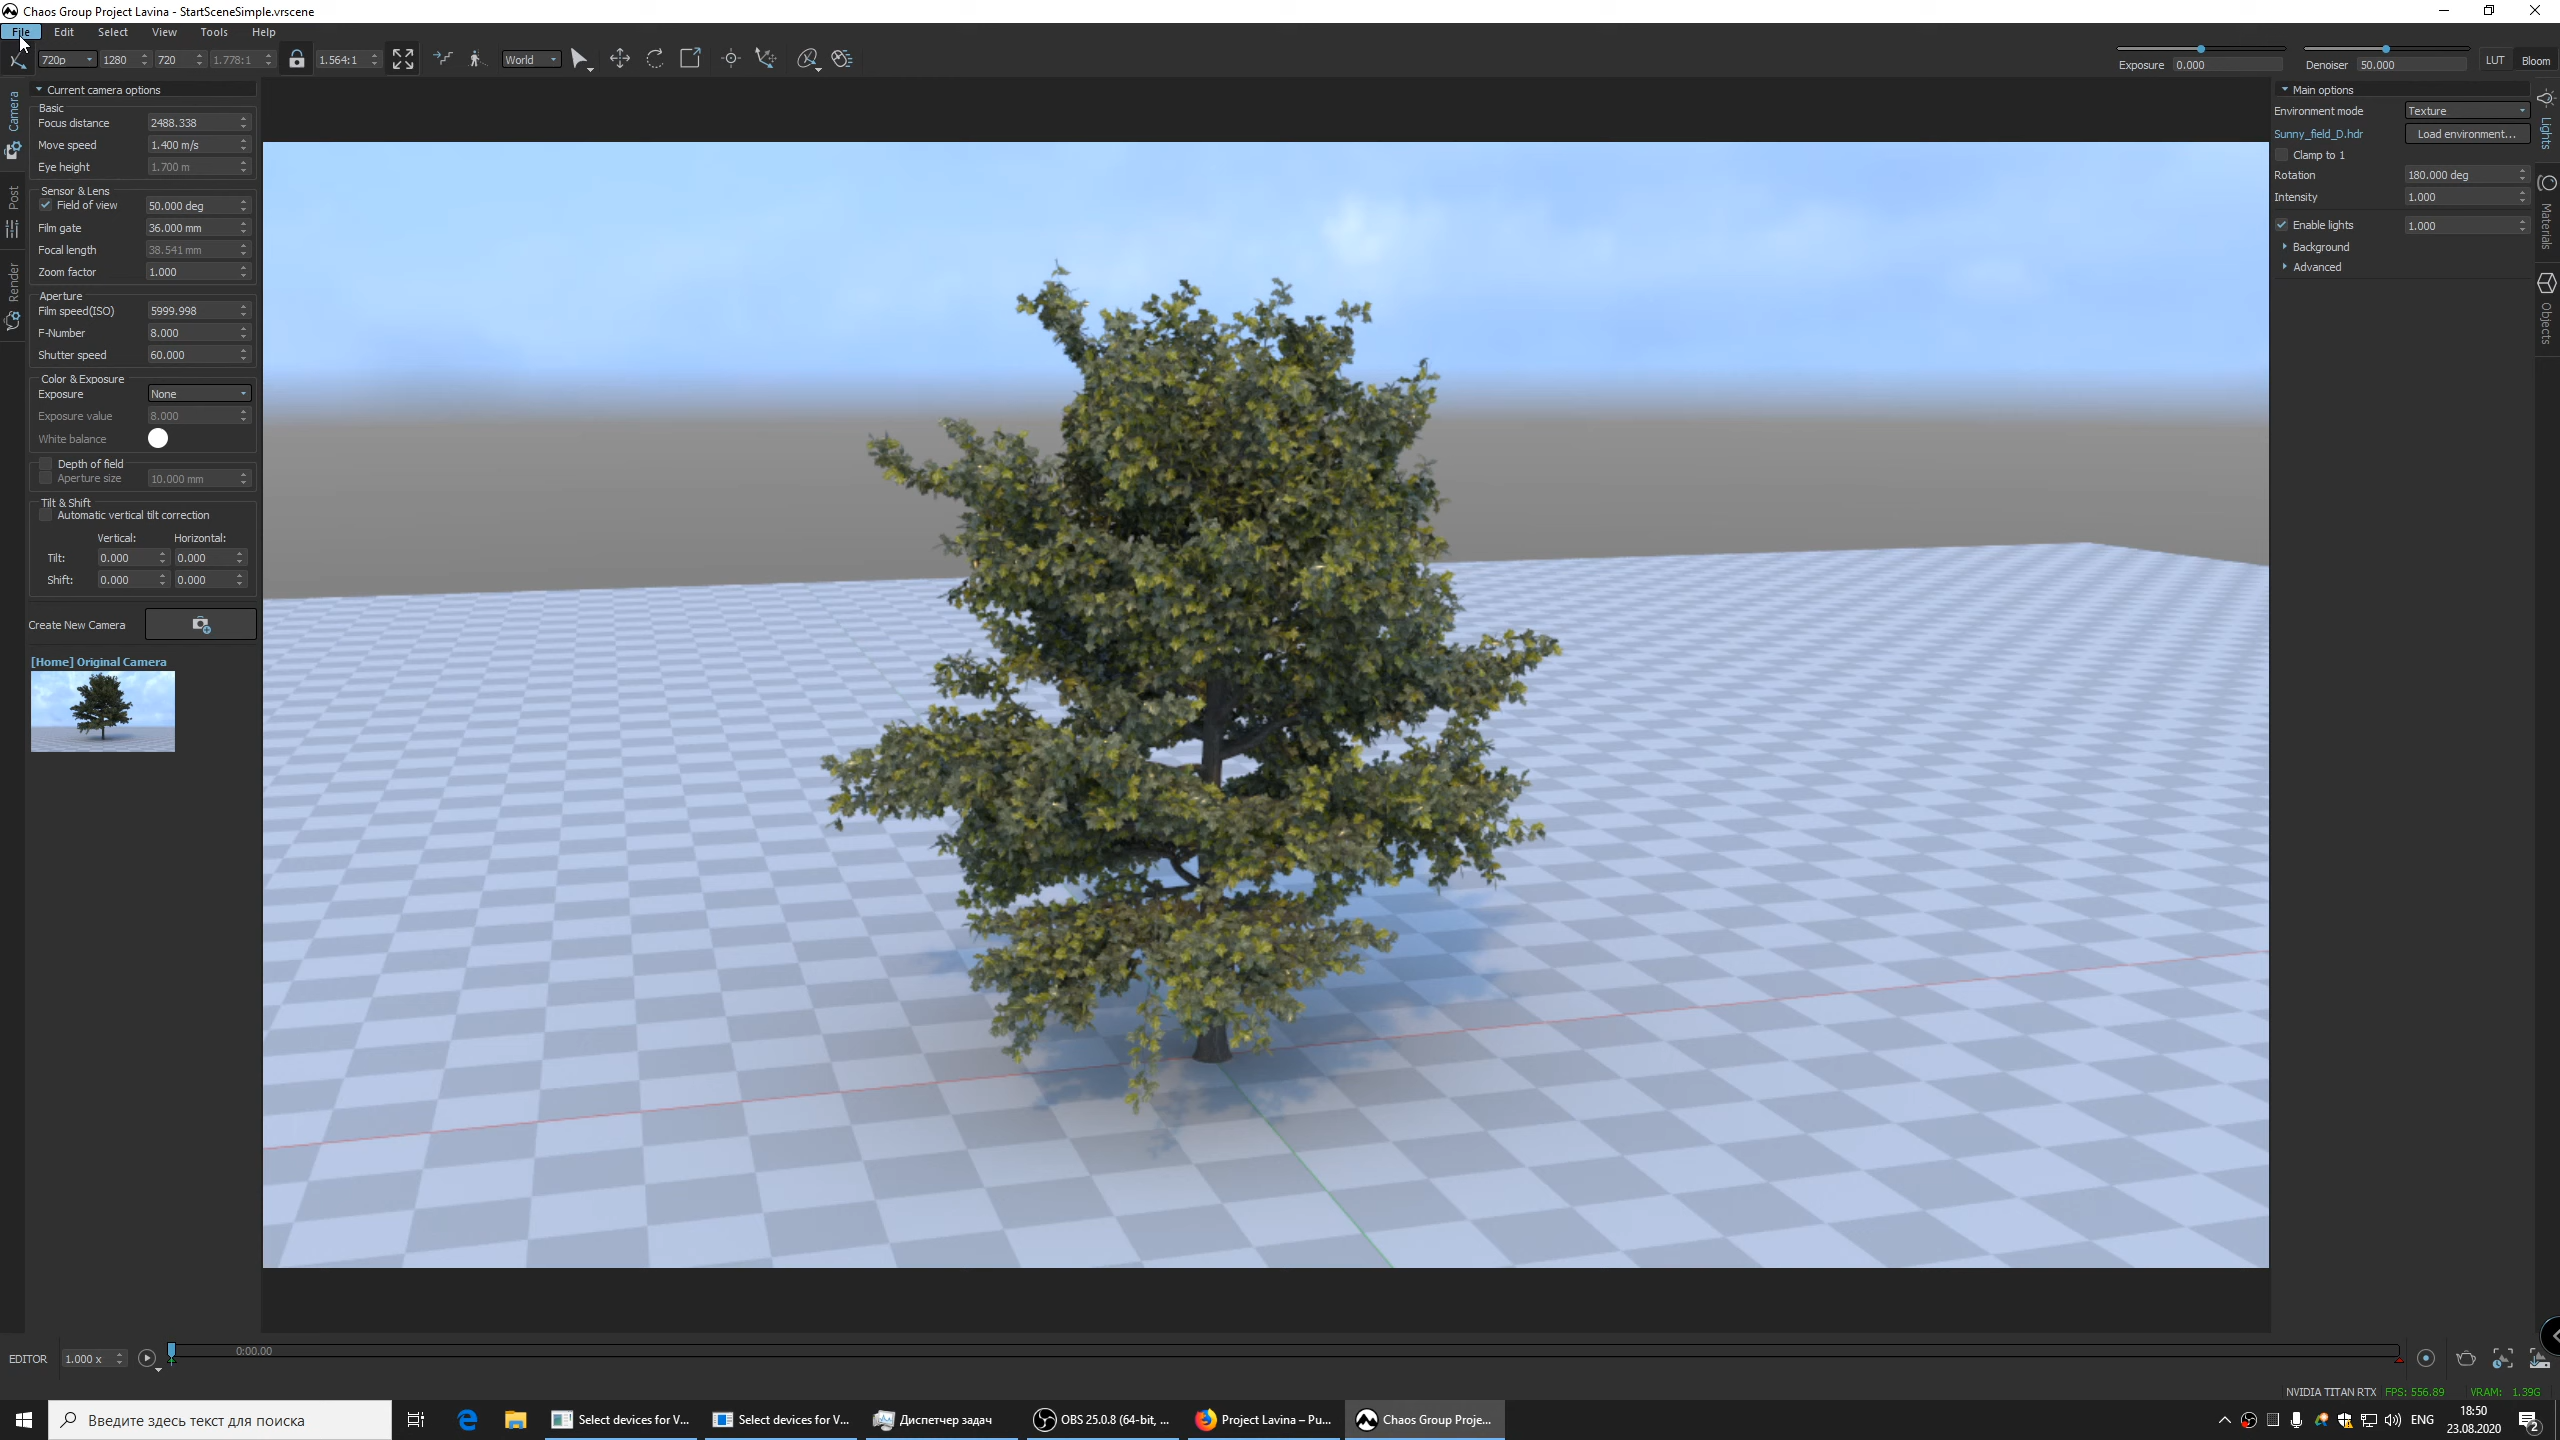 Chaos Group Project Lavina - StartSceneSimple.vrscene
File Edit Select View Tools Help
720p 1280 720 1.778:1 1.564:1 World
Exposure 0.000 Denoiser 50.000 LUT Bloom
Camera
Post
Render
Current camera options
Basic
Focus distance 2488.338
Move speed 1.400 m/s
Eye height 1.700 m
Sensor & Lens
Field of view 50.000 deg
Film gate 36.000 mm
Focal length 38.541 mm
Zoom factor 1.000
Aperture
Film speed(ISO) 5999.998
F-Number 8.000
Shutter speed 60.000
Color & Exposure
Exposure None
Exposure value 8.000
White balance
Depth of field
Aperture size 10.000 mm
Tilt & Shift
Automatic vertical tilt correction
Vertical: Horizontal:
Tilt: 0.000 0.000
Shift: 0.000 0.000
Create New Camera
[Home] Original Camera
Main options
Environment mode Texture
Sunny_field_D.hdr Load environment...
Clamp to 1
Rotation 180.000 deg
Intensity 1.000
Enable lights 1.000
Background
Advanced
Lights
Materials
Objects
EDITOR 1.000 x 0:00.00
NVIDIA TITAN RTX FPS: 556.89 VRAM: 1.39G
Введите здесь текст для поиска
Select devices for V...
Select devices for V...
Диспетчер задач
OBS 25.0.8 (64-bit, ...
Project Lavina – Pu...
Chaos Group Proje...
ENG
18:50
23.08.2020
2